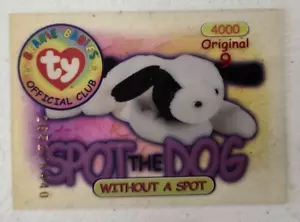 BEANIE BABIES
ty
OFFICIAL CLUB
4000
Original
9
SPOT THE DOG
WITHOUT A SPOT